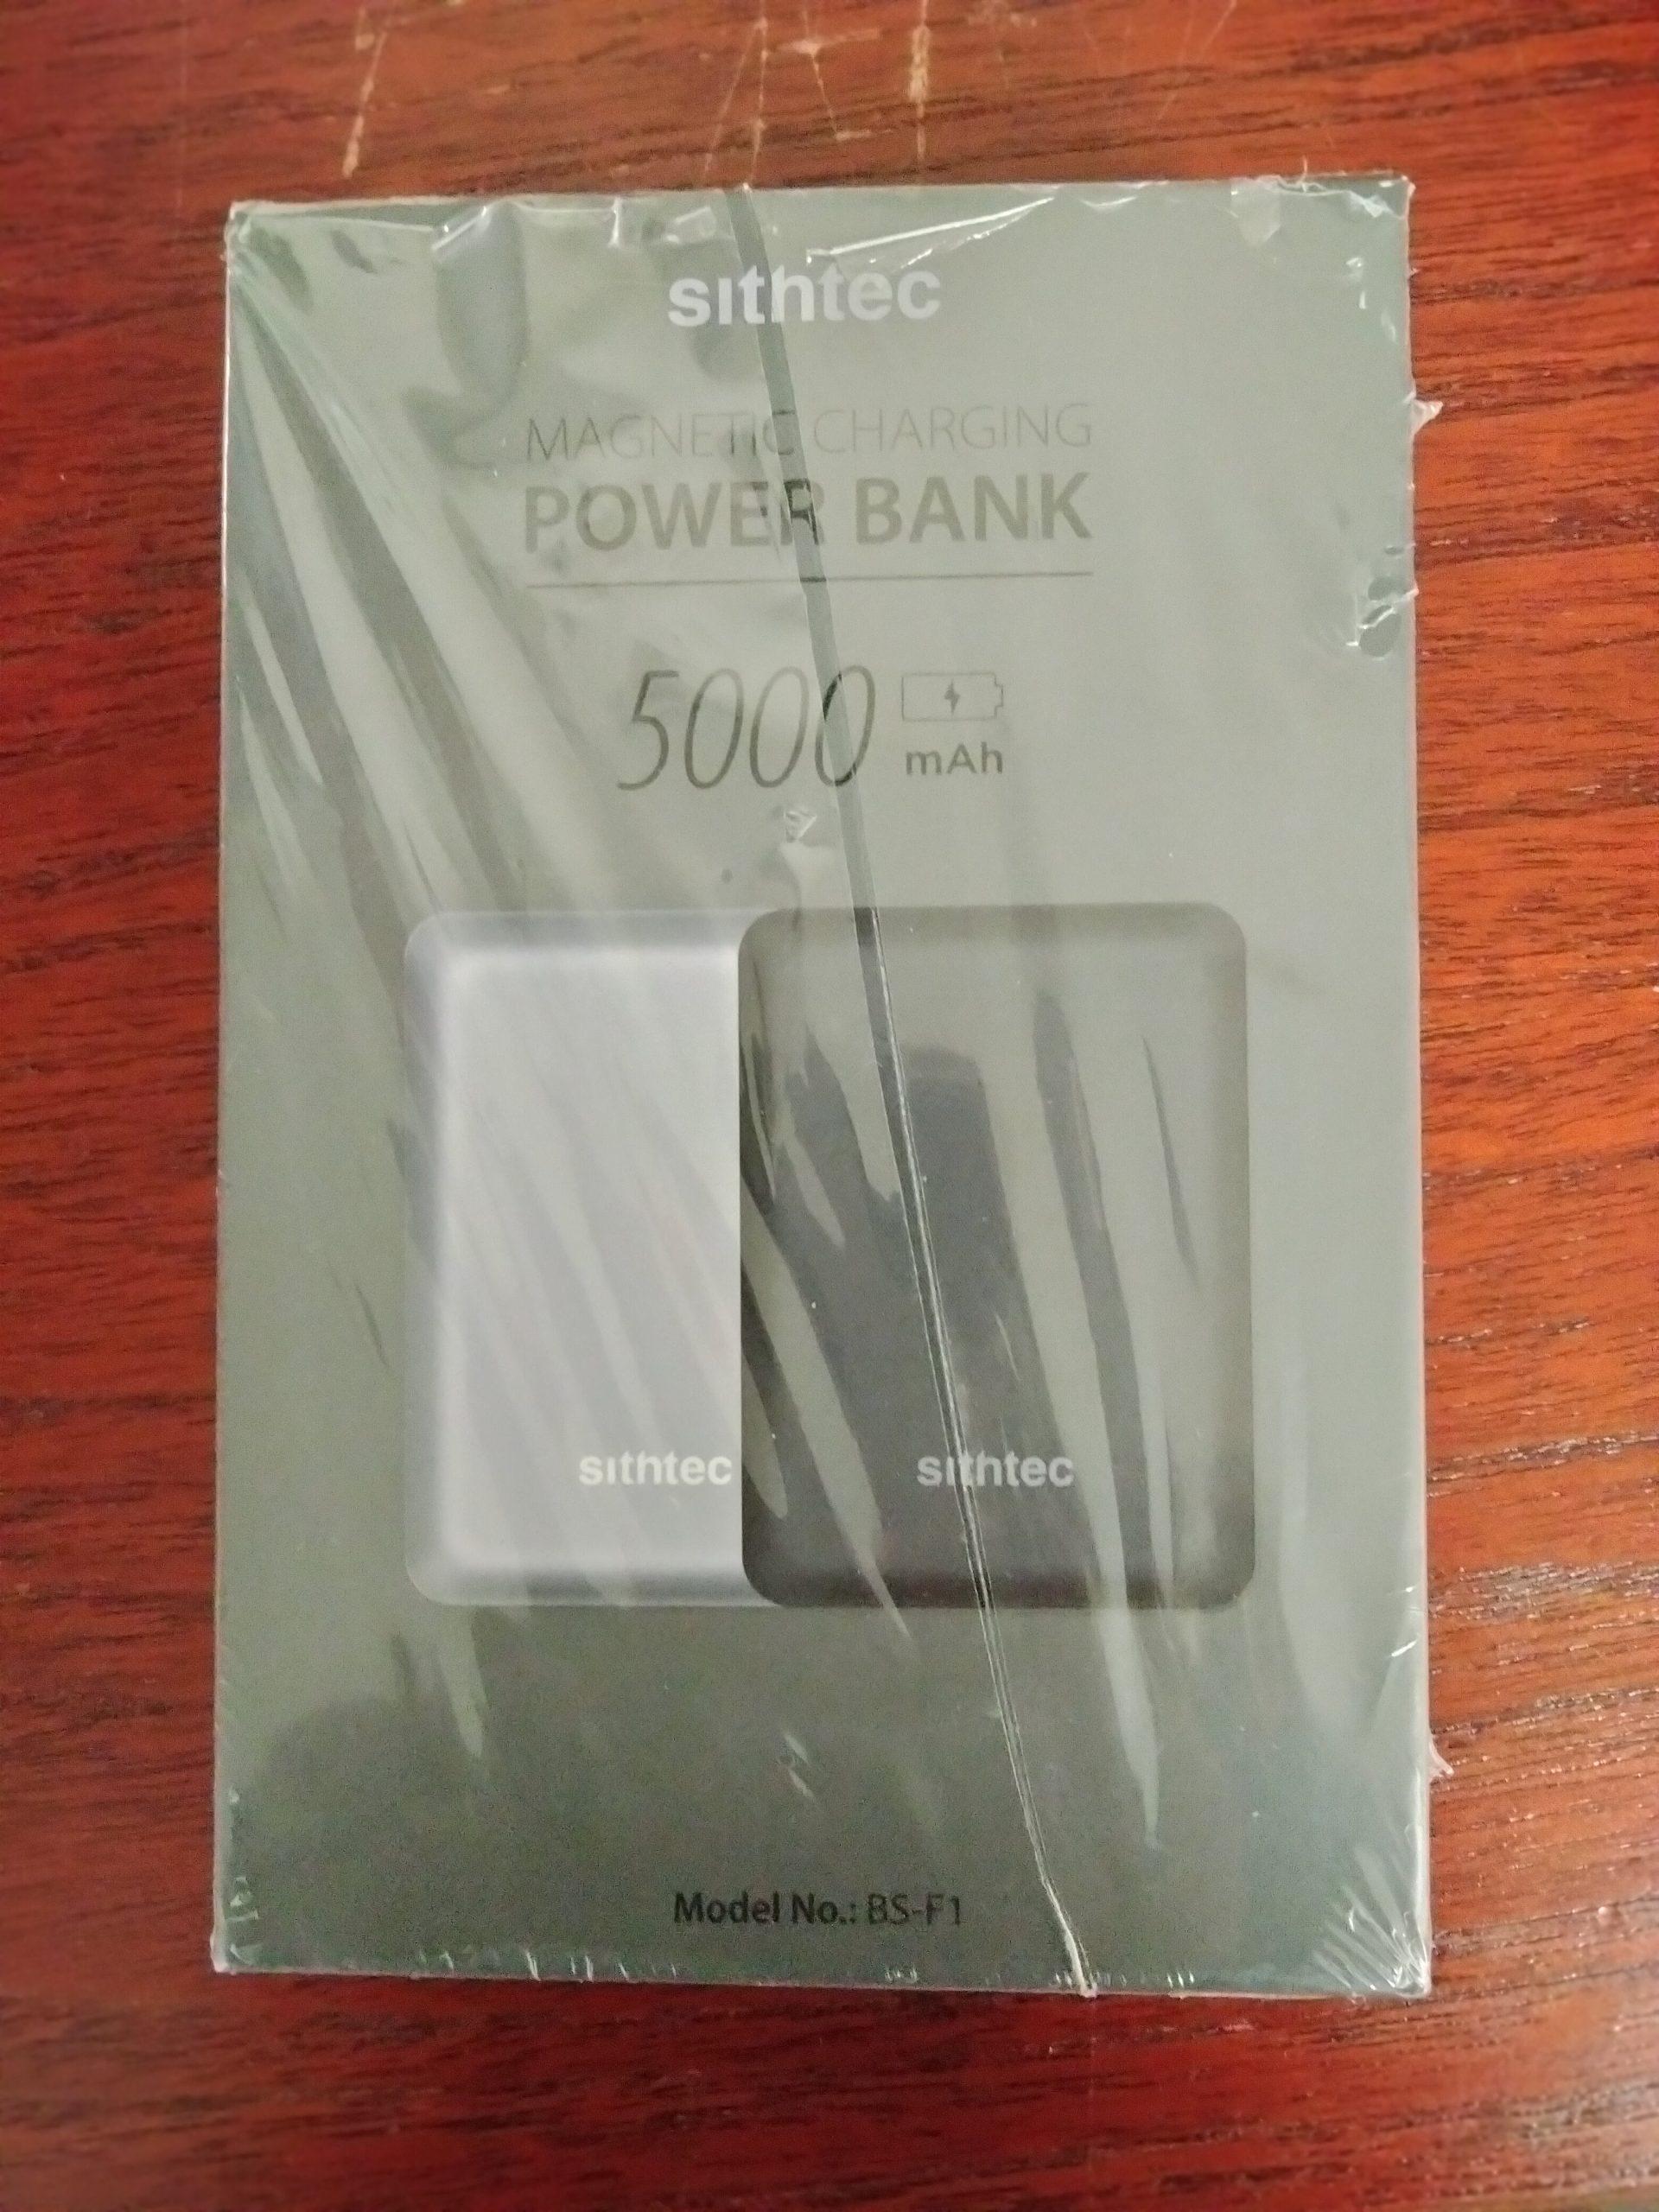 sithtec
MAGNETIC CHARGING
POWER BANK
5000
mAh
sithtec
sithtec
Model No.: BS-F1